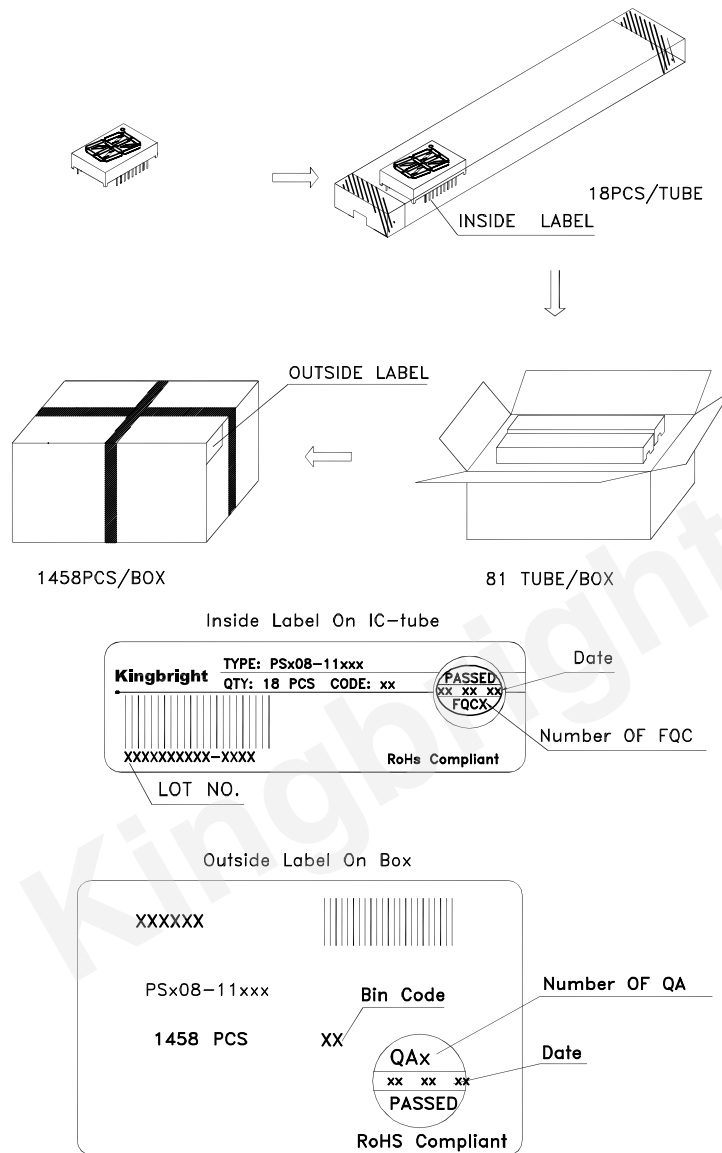 18PCS/TUBE
INSIDE LABEL
OUTSIDE LABEL
1458PCS/BOX
81 TUBE/BOX
Inside Label On IC-tube
Kingbright
TYPE: PSx08-11xxx
QTY: 18 PCS CODE: xx
PASSED
xx xx xx
FQCX
Date
Number OF FQC
XXXXXXXXXX-XXXX
RoHs Compliant
LOT NO.
Outside Label On Box
XXXXXX
PSx08-11xxx
Bin Code
Number OF QA
1458 PCS
XX
QAx
xx xx xx
Date
PASSED
RoHS Compliant
Kingbright